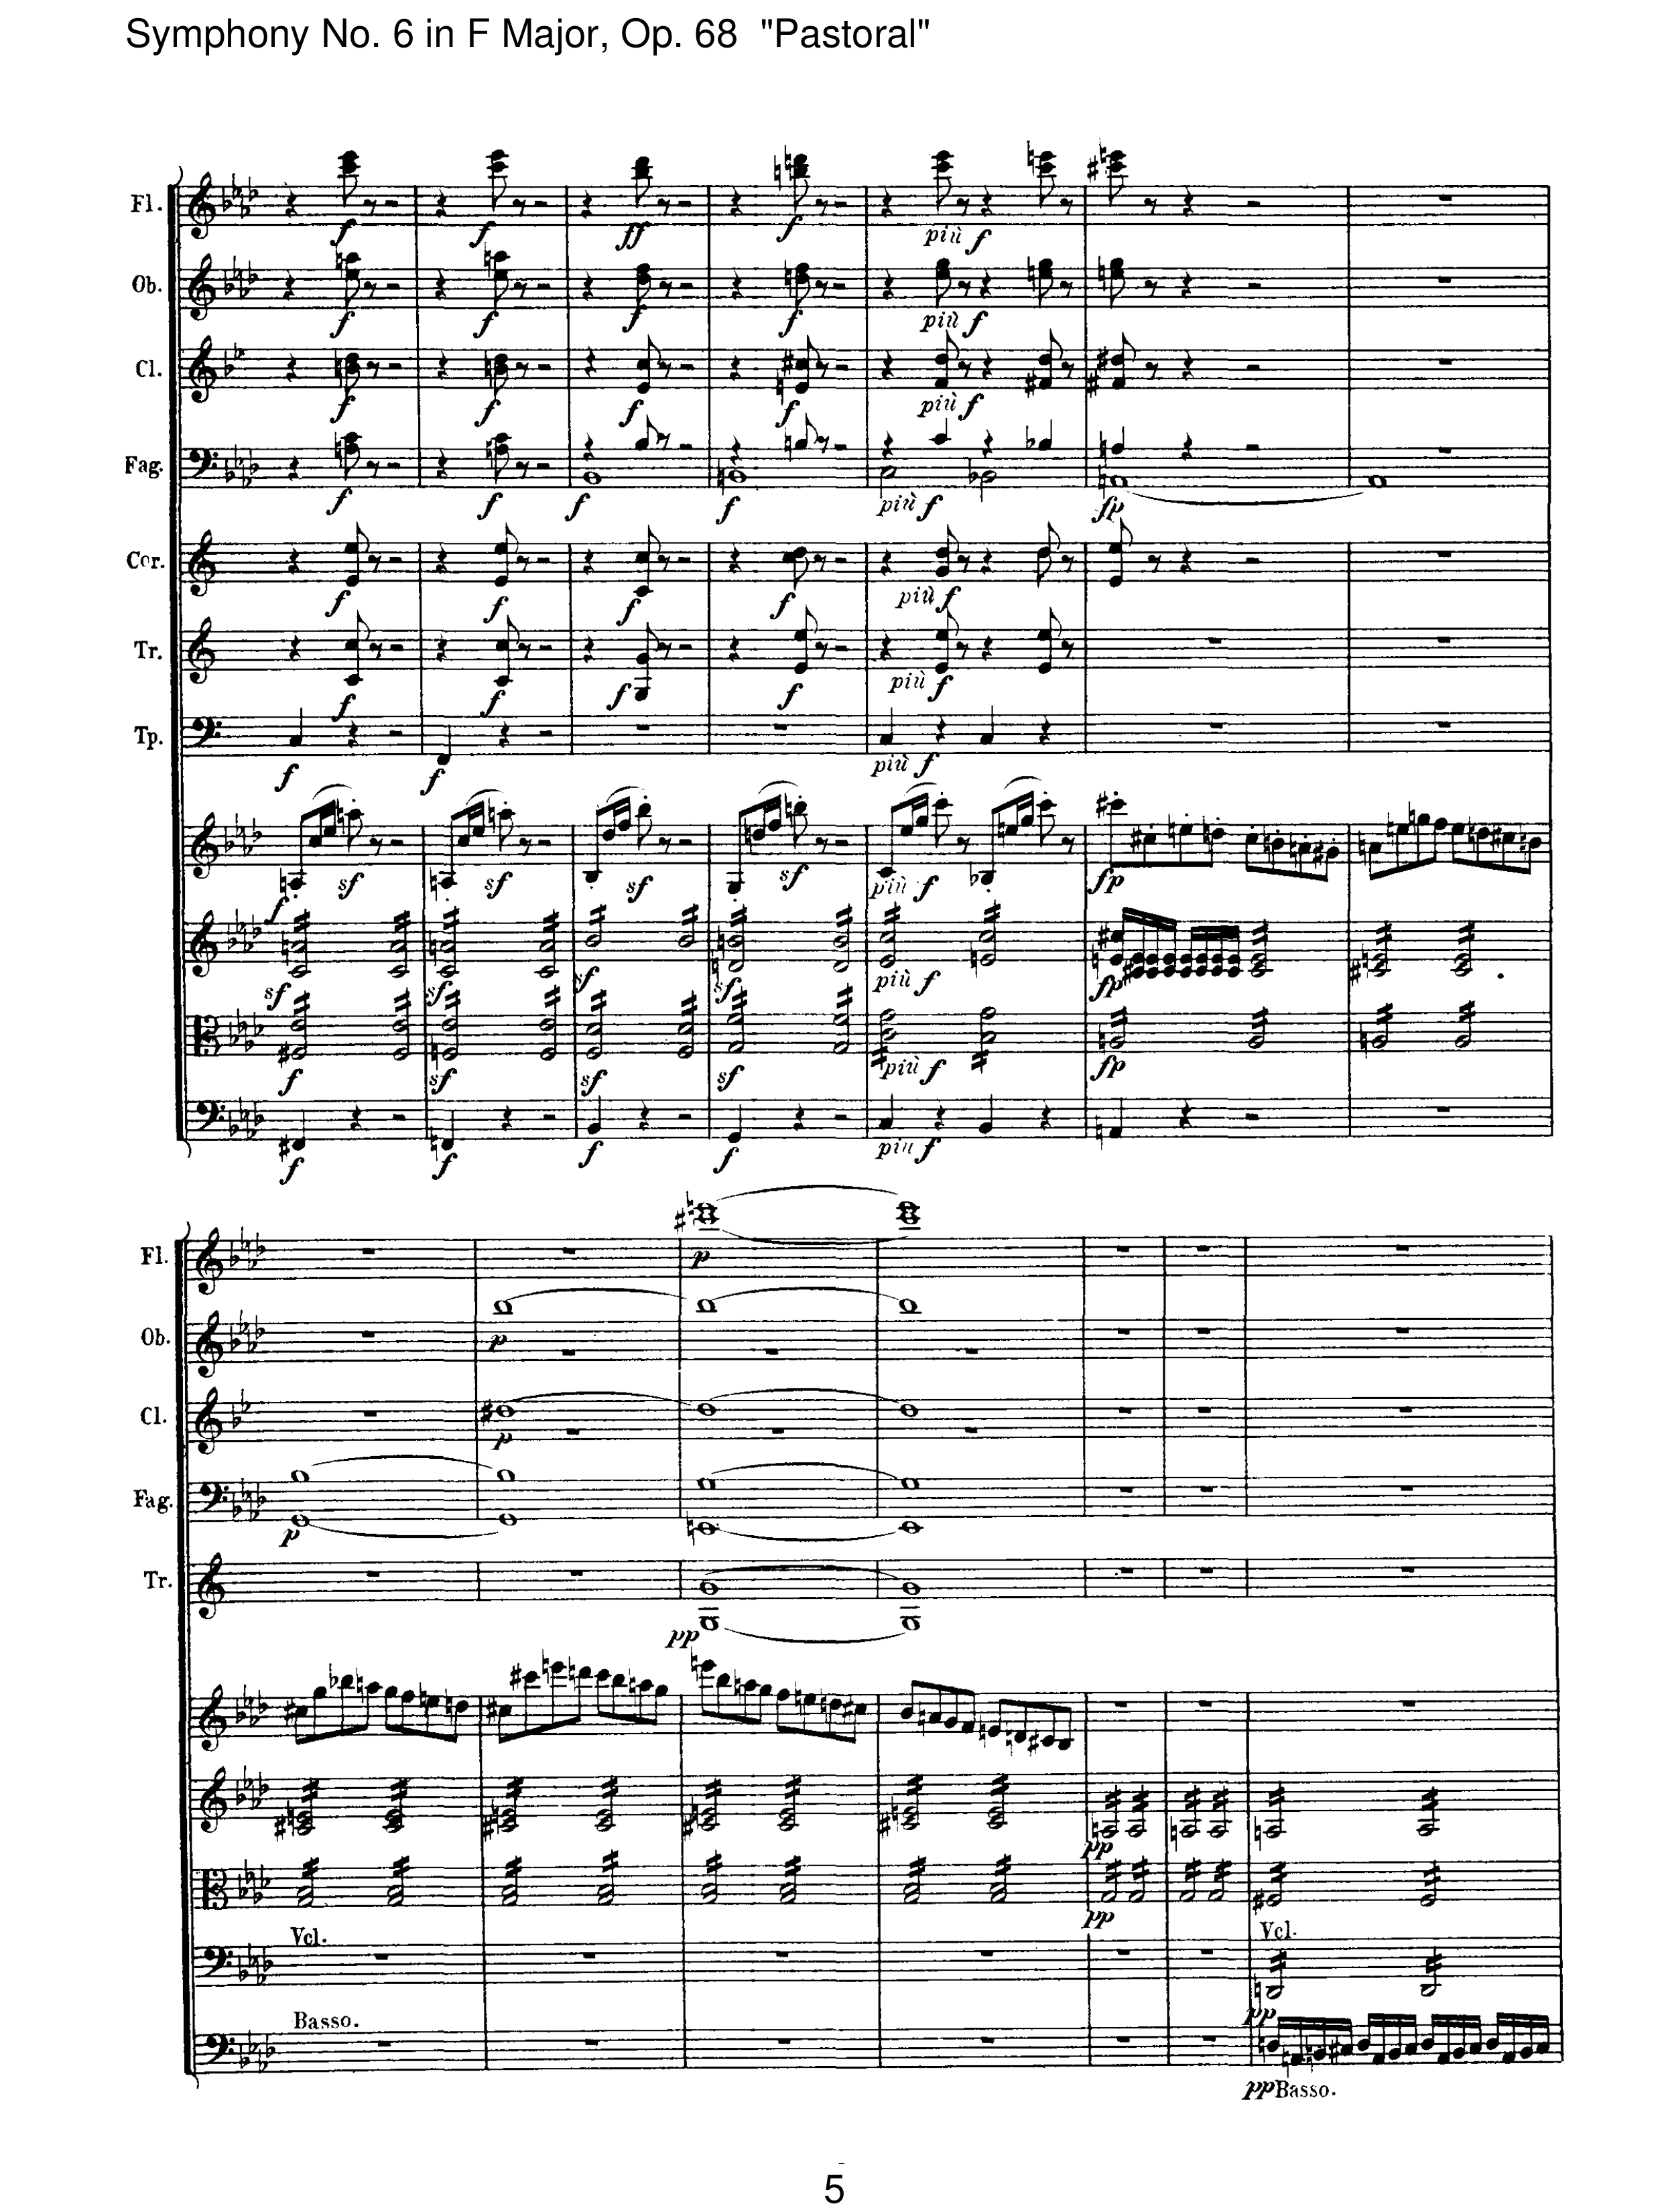 Symphony No. 6 in F Major, Op. 68 "Pastoral"
Fl.
f f ff f più f
Ob.
f f f f più f
Cl.
f f f f più f
Fag.
f f f f più f fp
Cor.
f f f f più f
Tr.
f f f f più f
Tp.
f f più f
f sf sf sf sf più f fp
sf sf sf sf più f fp
f sf sf sf più f fp
f f f f più f
Fl.
p
Ob.
p
Cl.
p
Fag.
p
Tr.
pp
pp
pp
Vcl. Vcl.
pp
Basso.
pp Basso.
5